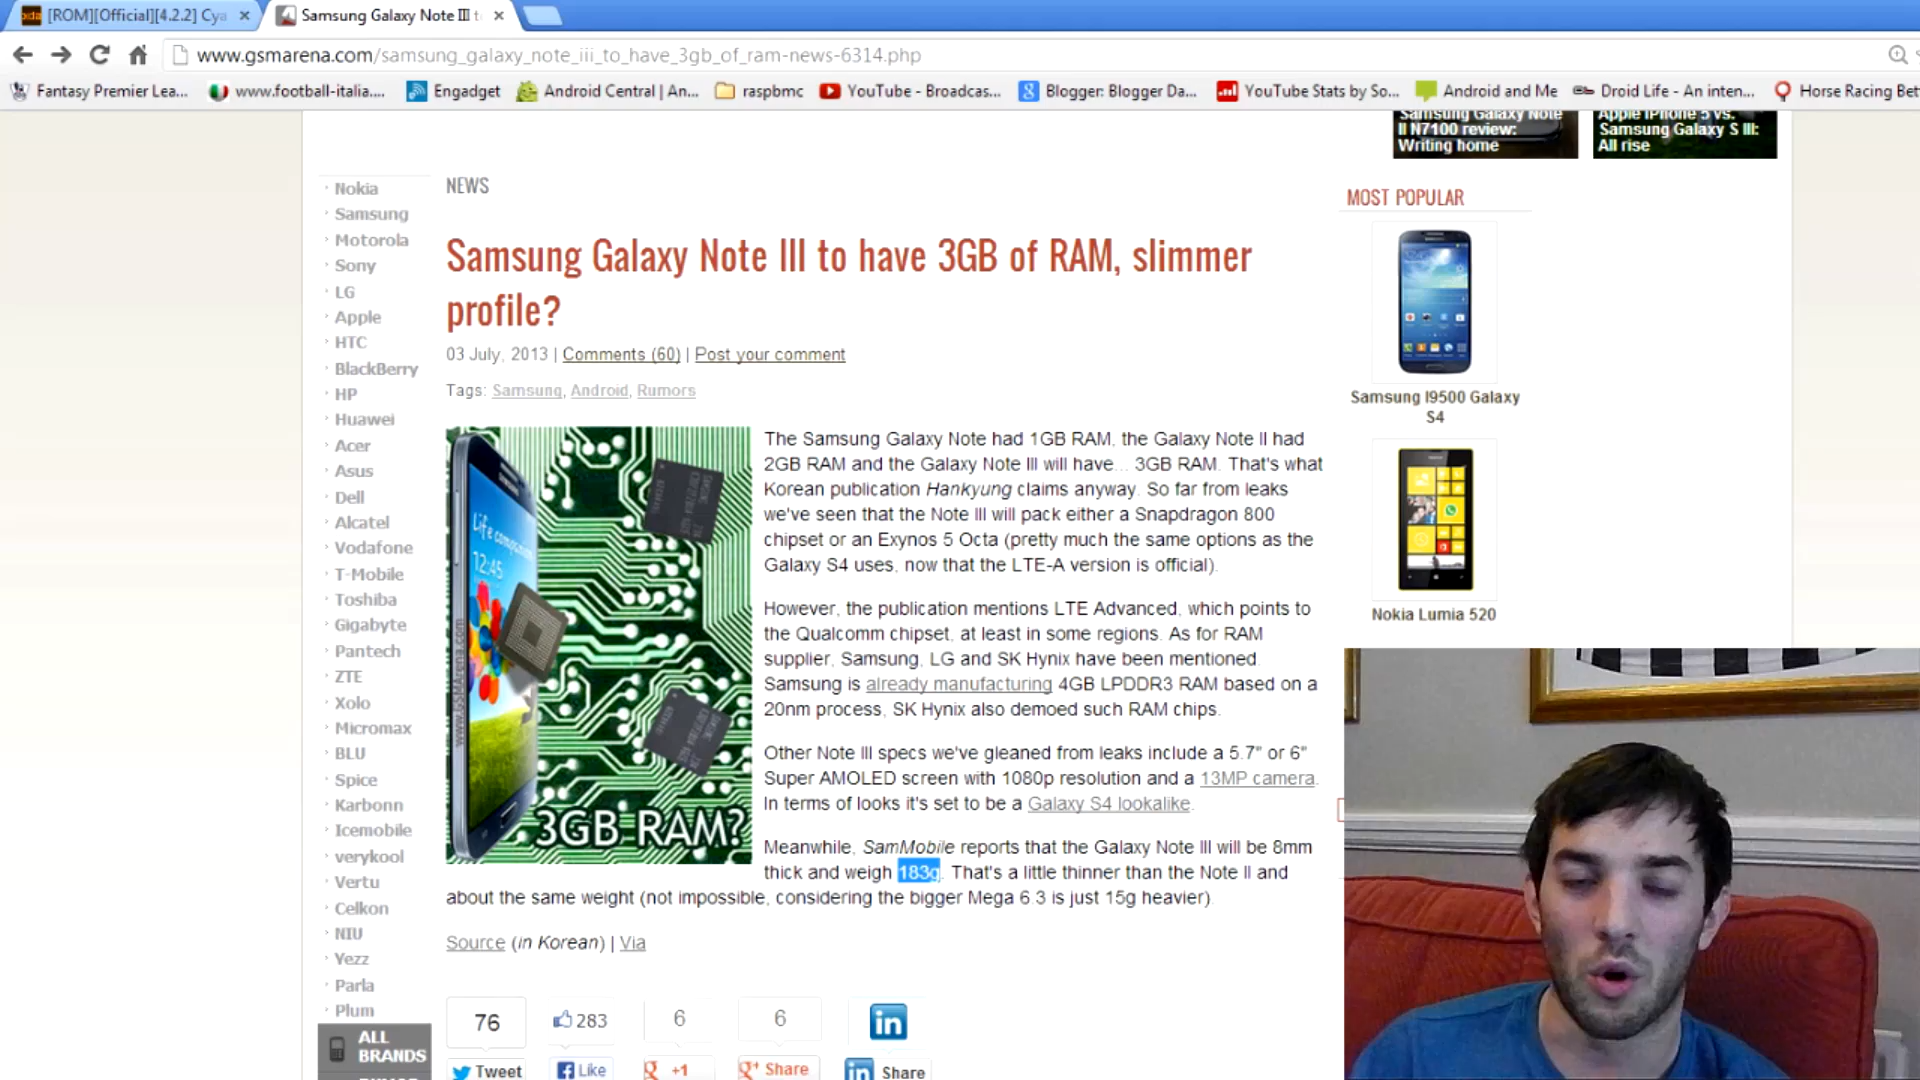 [ROM][Official][4.2.2] Cya
Samsung Galaxy Note III t
www.gsmarena.com/samsung_galaxy_note_iii_to_have_3gb_of_ram-news-6314.php
Fantasy Premier Lea...
www.football-italia....
Engadget
Android Central | An...
raspbmc
YouTube - Broadcas...
Blogger: Blogger Da...
YouTube Stats by So...
Android and Me
Droid Life - An inten...
Horse Racing Bet
Samsung Galaxy Note
II N7100 review:
Writing home
Apple iPhone 5 vs.
Samsung Galaxy S III:
All rise
Nokia
Samsung
Motorola
Sony
LG
Apple
HTC
BlackBerry
HP
Huawei
Acer
Asus
Dell
Alcatel
Vodafone
T-Mobile
Toshiba
Gigabyte
Pantech
ZTE
Xolo
Micromax
BLU
Spice
Karbonn
Icemobile
verykool
Vertu
Celkon
NIU
Yezz
Parla
Plum
ALL
BRANDS
NEWS
Samsung Galaxy Note III to have 3GB of RAM, slimmer
profile?
03 July, 2013 | Comments (60) | Post your comment
Tags: Samsung, Android, Rumors
Life compan
12:45
www.GSMArena.com
3GB RAM?
The Samsung Galaxy Note had 1GB RAM, the Galaxy Note II had
2GB RAM and the Galaxy Note III will have... 3GB RAM. That's what
Korean publication Hankyung claims anyway. So far from leaks
we've seen that the Note III will pack either a Snapdragon 800
chipset or an Exynos 5 Octa (pretty much the same options as the
Galaxy S4 uses, now that the LTE-A version is official).
However, the publication mentions LTE Advanced, which points to
the Qualcomm chipset, at least in some regions. As for RAM
supplier, Samsung, LG and SK Hynix have been mentioned.
Samsung is already manufacturing 4GB LPDDR3 RAM based on a
20nm process, SK Hynix also demoed such RAM chips.
Other Note III specs we've gleaned from leaks include a 5.7" or 6"
Super AMOLED screen with 1080p resolution and a 13MP camera.
In terms of looks it's set to be a Galaxy S4 lookalike.
Meanwhile, SamMobile reports that the Galaxy Note III will be 8mm
thick and weigh 183g. That's a little thinner than the Note II and
about the same weight (not impossible, considering the bigger Mega 6.3 is just 15g heavier).
Source (in Korean) | Via
76
283
6
6
in
Tweet
Like
+1
Share
in Share
MOST POPULAR
Samsung I9500 Galaxy
S4
Nokia Lumia 520